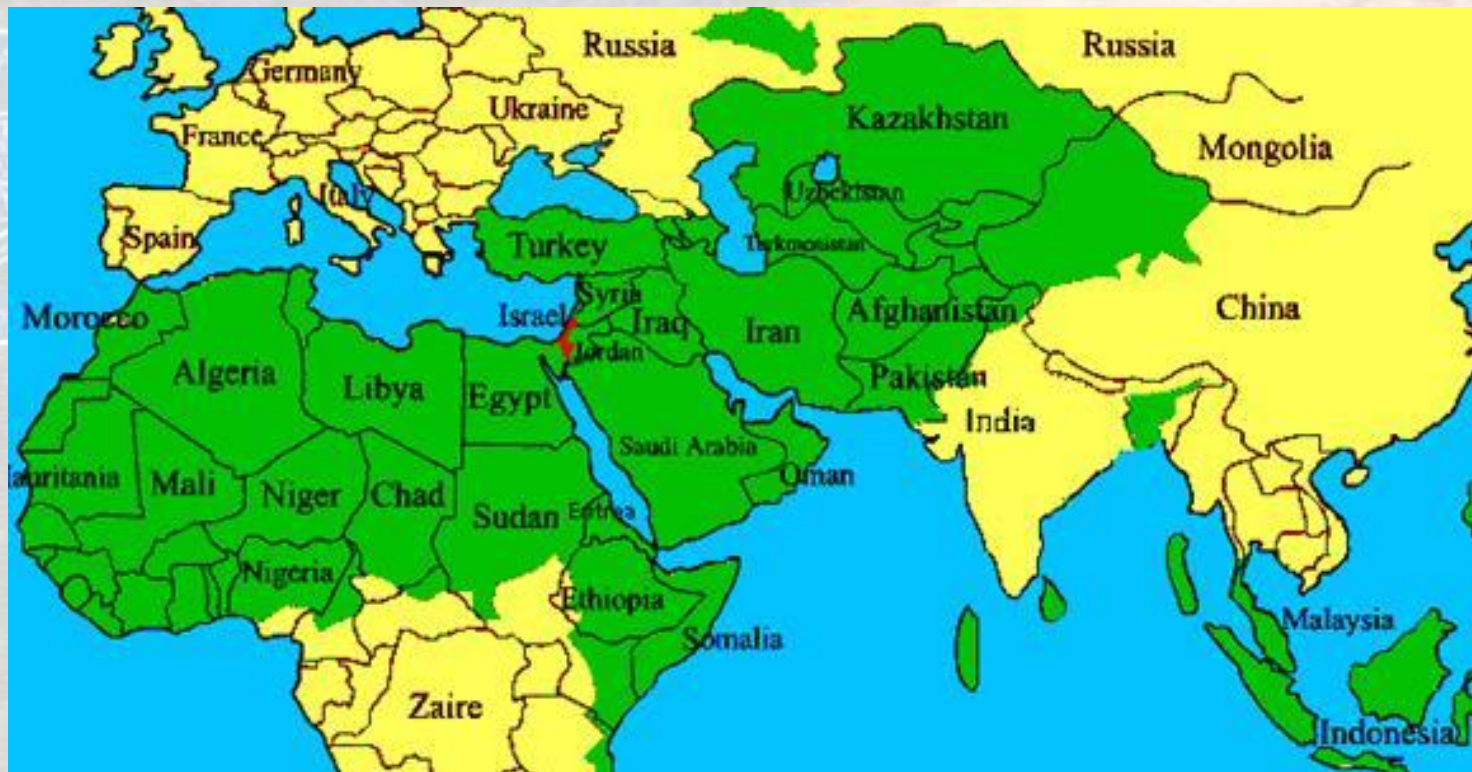 Russia
Russia
Germany
Ukraine
Kazakhstan
France
Mongolia
Uzbekistan
Italy
Spain
Turkey
Turkmenistan
Syria
Israel
Afghanistan
China
Morocco
Iraq
Iran
Jordan
Algeria
Libya
Egypt
Pakistan
India
Saudi Arabia
Oman
auritania
Mali
Niger
Chad
Sudan
Eritrea
Nigeria
Ethiopia
Malaysia
Somalia
Zaire
Indonesia